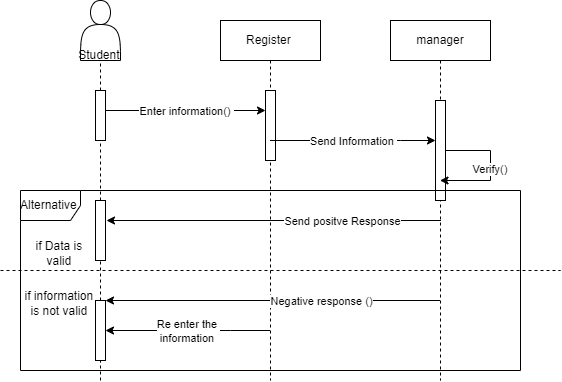 Student
Register
manager
Enter information()
Send Information
Verify()
Alternative
Send positve Response
if Data is
valid
if information
is not valid
Negative response ()
Re enter the
information